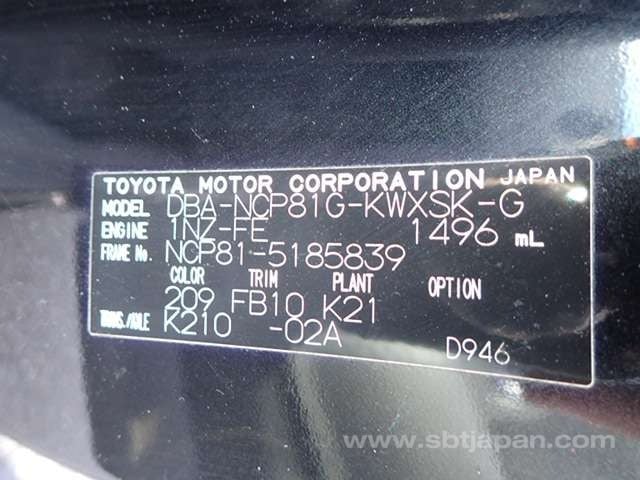 TOYOTA MOTOR CORPORATION JAPAN
MODEL DBA-NCP81G-KWXSK-G
ENGINE 1NZ-FE 1496 mL
FRAME No. NCP81-5185839
COLOR TRIM PLANT OPTION
209 FB10 K21
TRANS./AXLE K210 -02A
D946
www.sbtjapan.com